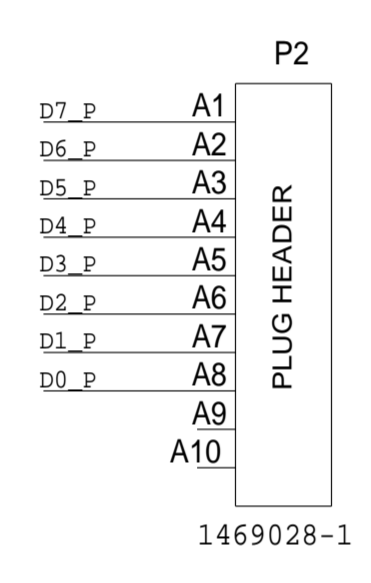 P2
D7_P A1
D6_P A2
D5_P A3
D4_P A4
D3_P A5
D2_P A6
D1_P A7
D0_P A8
A9
A10
PLUG HEADER
1469028-1